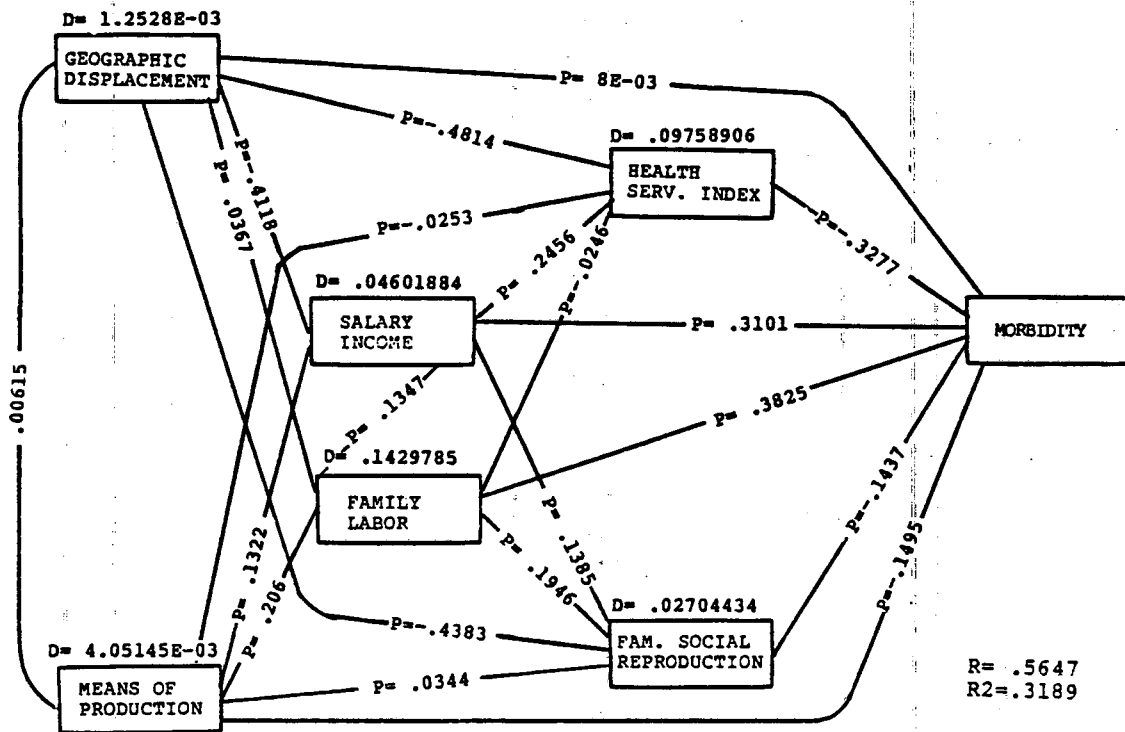 D= 1.2528E-03
GEOGRAPHIC
DISPLACEMENT
P= 8E-03
P=-.4814
D= .09758906
HEALTH
SERV. INDEX
P=-.4118
P= .0367
P=-.0253
P= .2456
P=-.0246
P=-.3277
D= .04601884
SALARY
INCOME
P= .3101
MORBIDITY
.00615
P= .1347
P= .3825
D= .1429785
FAMILY
LABOR
P= .1322
P= .206
P= .1385
P= .1946
P=-.1437
P=-.1495
D= .02704434
FAM. SOCIAL
REPRODUCTION
P=-.4383
D= 4.05145E-03
MEANS OF
PRODUCTION
P= .0344
R= .5647
R2=.3189